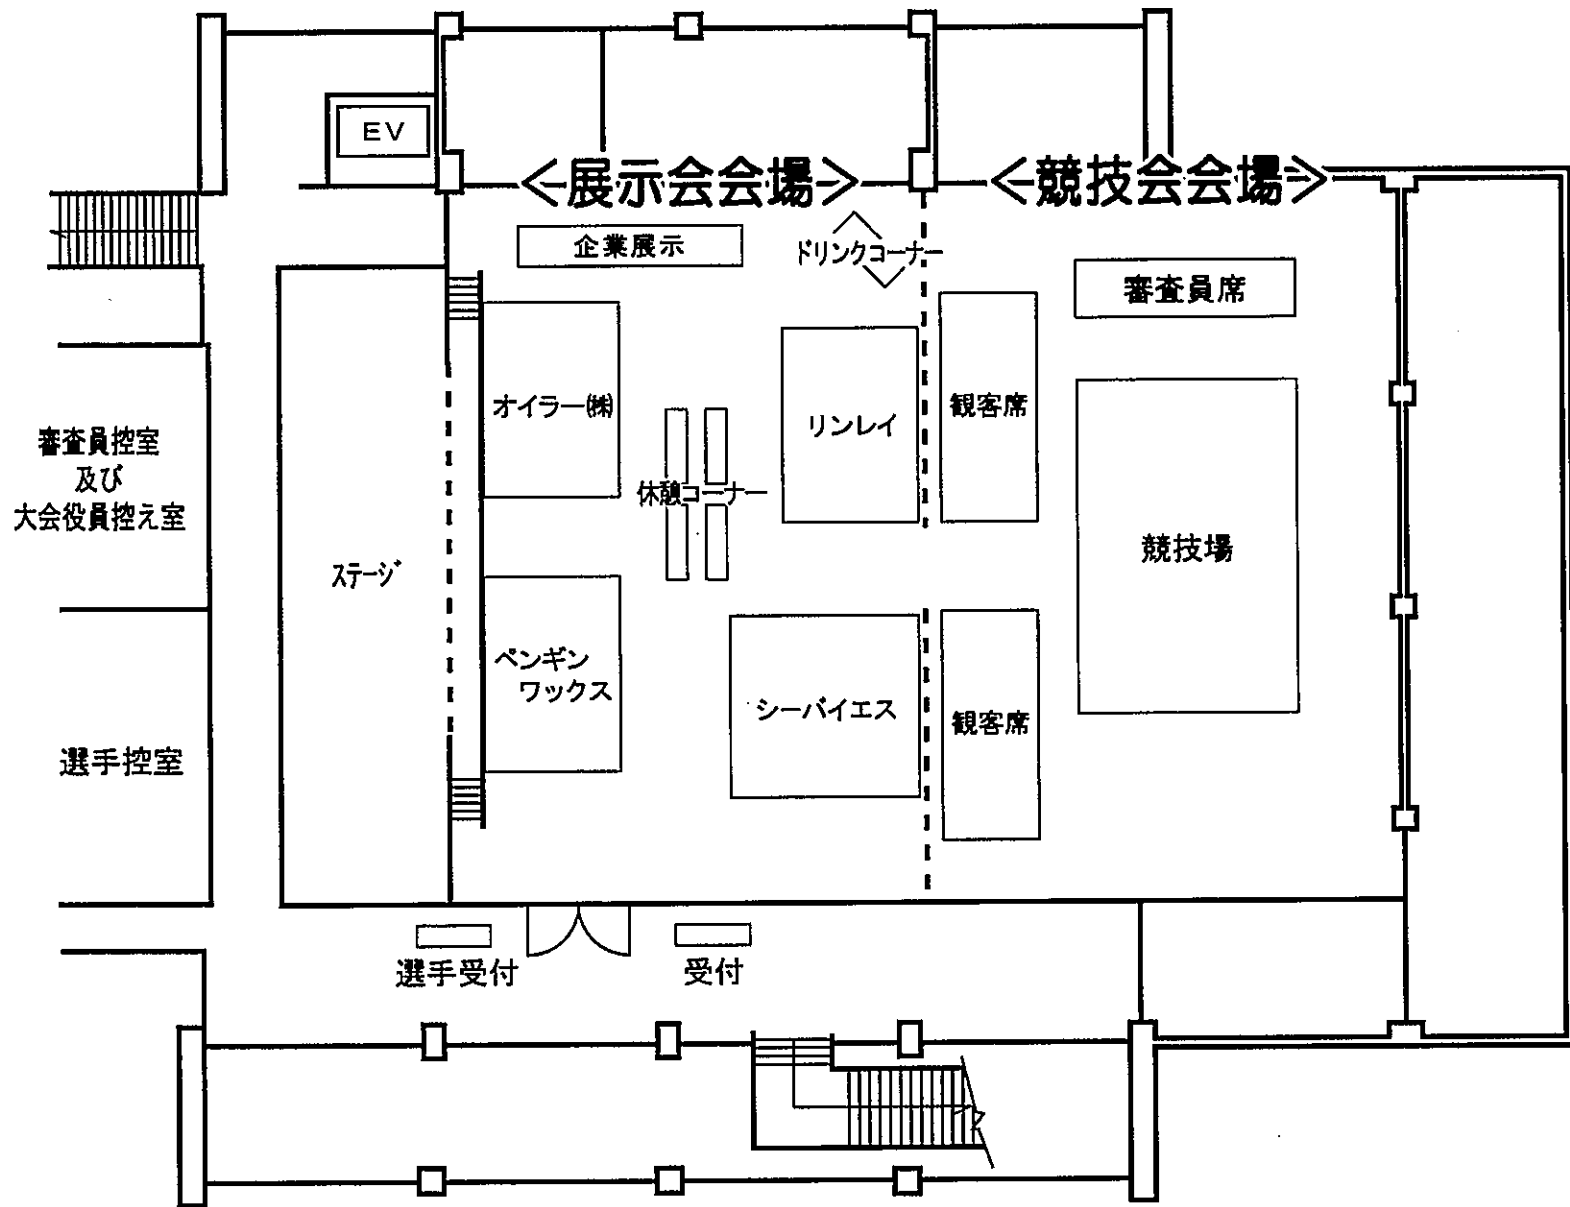 EV
<展示会会場>
<競技会会場>
企業展示
ドリンクコーナー
審査員席
オイラー㈱
リンレイ
観客席
審査員控室
及び
大会役員控え室
休憩コーナー
競技場
ステージ
ペンギン
ワックス
シーバイエス
観客席
選手控室
選手受付
受付